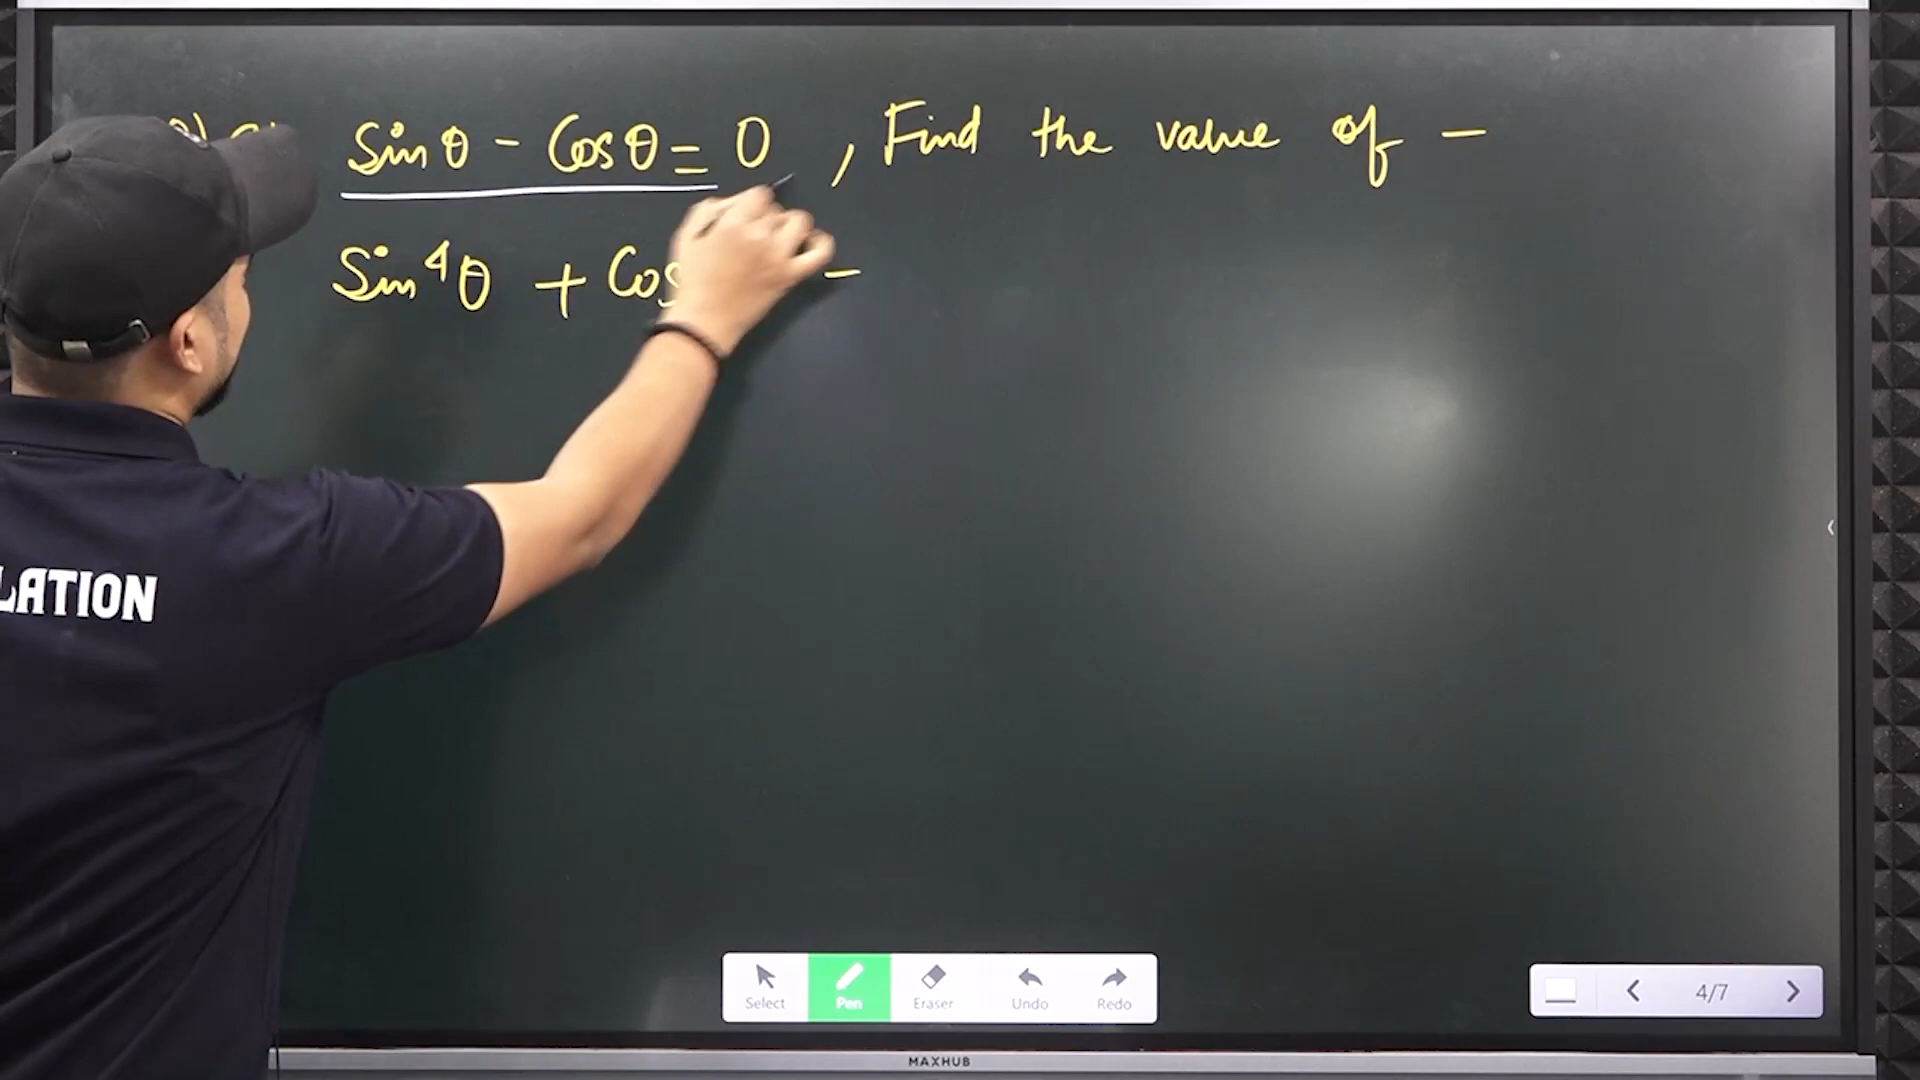 sinθ - Cosθ = 0 , Find the value of -
Sin⁴θ + Cos -
LATION
Select Pen Eraser Undo Redo
4/7
MAXHUB